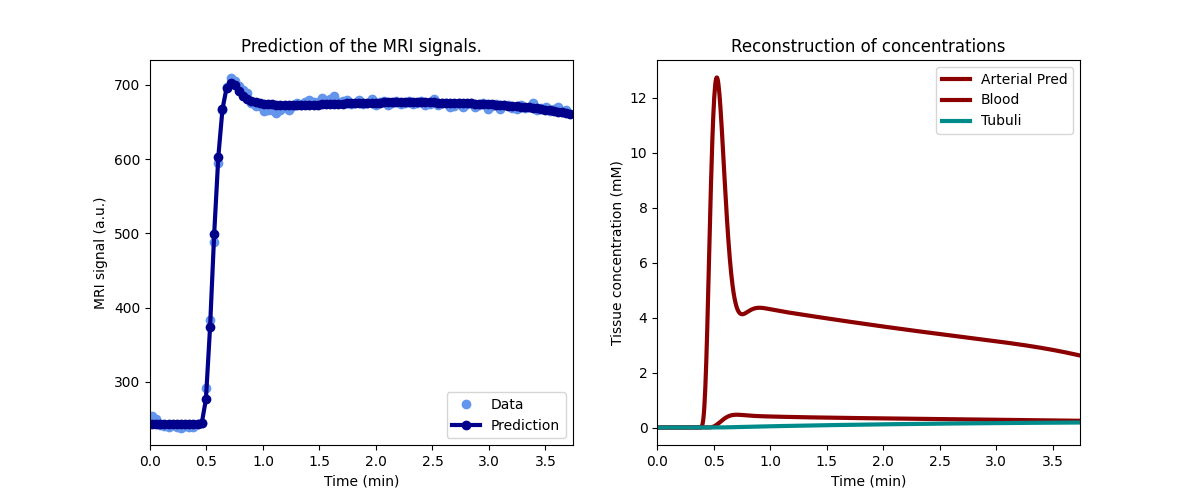 Prediction of the MRI signals.
MRI signal (a.u.)
700
600
500
400
300
0.0 0.5 1.0 1.5 2.0 2.5 3.0 3.5
Time (min)
Data
Prediction
Reconstruction of concentrations
Tissue concentration (mM)
12
10
8
6
4
2
0
0.0 0.5 1.0 1.5 2.0 2.5 3.0 3.5
Time (min)
Arterial Pred
Blood
Tubuli